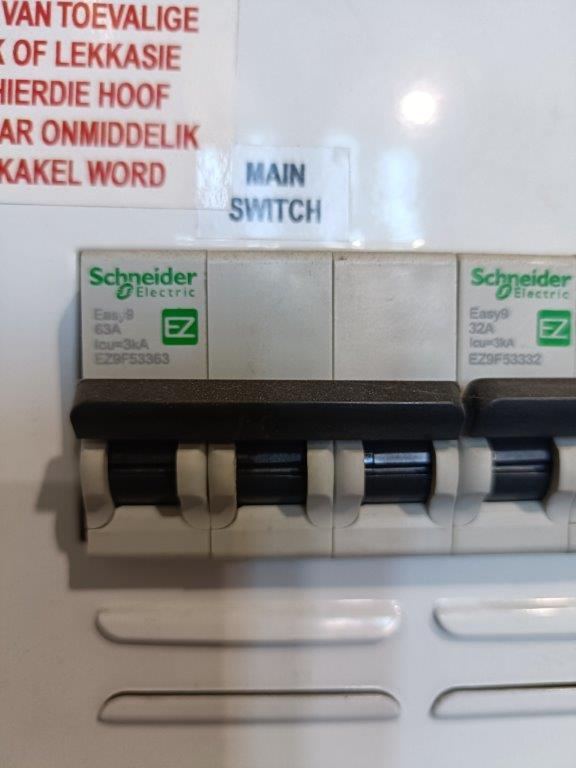 VAN TOEVALIGE
K OF LEKKASIE
HIERDIE HOOF
AR ONMIDDELIK
KAKEL WORD
MAIN
SWITCH
Schneider
Electric
Easy9
63A
Icu=3kA
EZ9F53363
EZ
Schneider
Electric
Easy9
32A
Icu=3kA
EZ9F53332
EZ